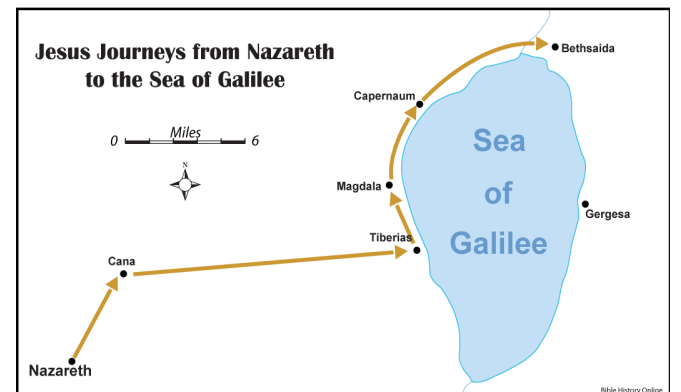 Jesus Journeys from Nazareth
to the Sea of Galilee
0 Miles 6
N
Bethsaida
Capernaum
Sea
of
Galilee
Magdala
Gergesa
Tiberias
Cana
Nazareth
Bible History Online